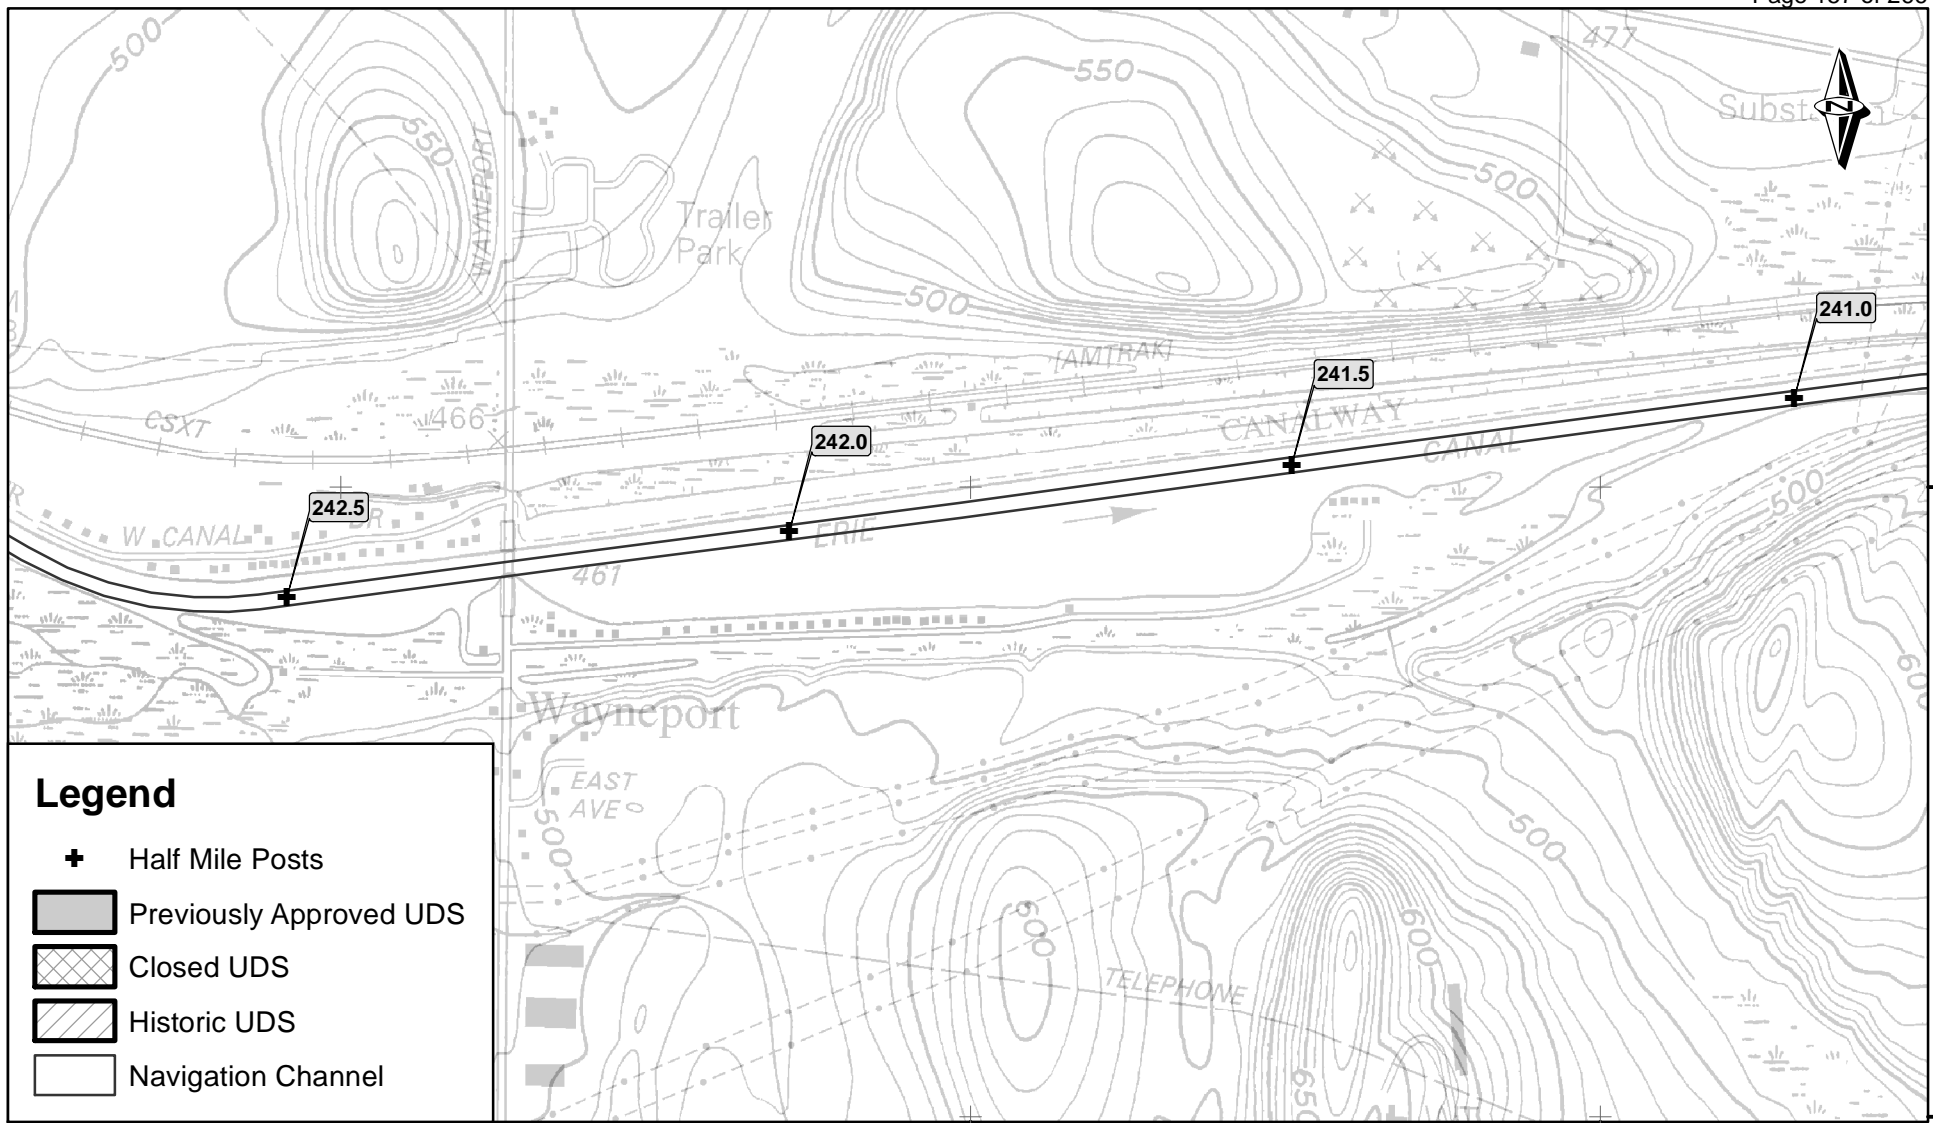 500
477
550
Substation
N
550
500
WAYNEPORT
Trailer
Park
500
241.0
[AMTRAK]
241.5
CSXT
466
CANALWAY
242.0
CANAL
500
242.5
W CANAL DR
ERIE
461
600
Wayneport
Legend
EAST
AVE
500
500
Half Mile Posts
Previously Approved UDS
600
600
Closed UDS
TELEPHONE
Historic UDS
Navigation Channel
650